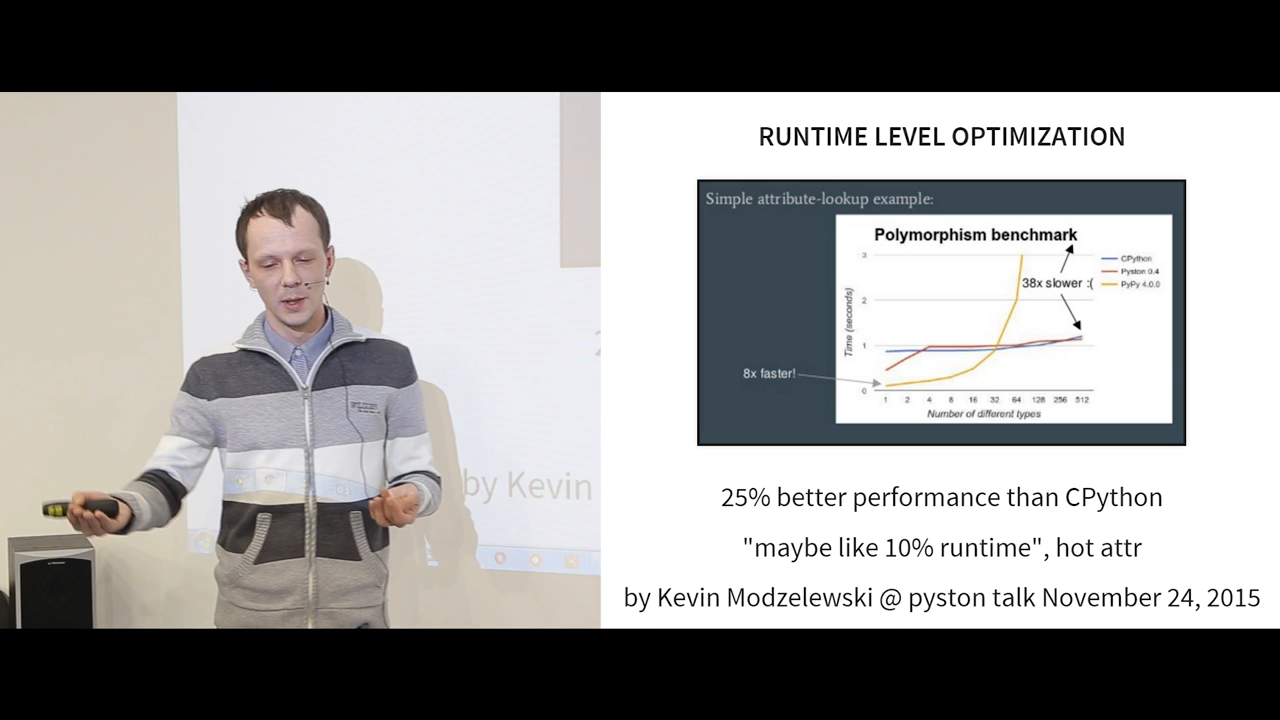 by Kevin
RUNTIME LEVEL OPTIMIZATION
Simple attribute-lookup example:
Polymorphism benchmark
3
2
1
0
Time (seconds)
CPython
Pyston 0.4
PyPy 4.0.0
38x slower :(
8x faster!
1 2 4 8 16 32 64 128 256 512
Number of different types
25% better performance than CPython
"maybe like 10% runtime", hot attr
by Kevin Modzelewski @ pyston talk November 24, 2015